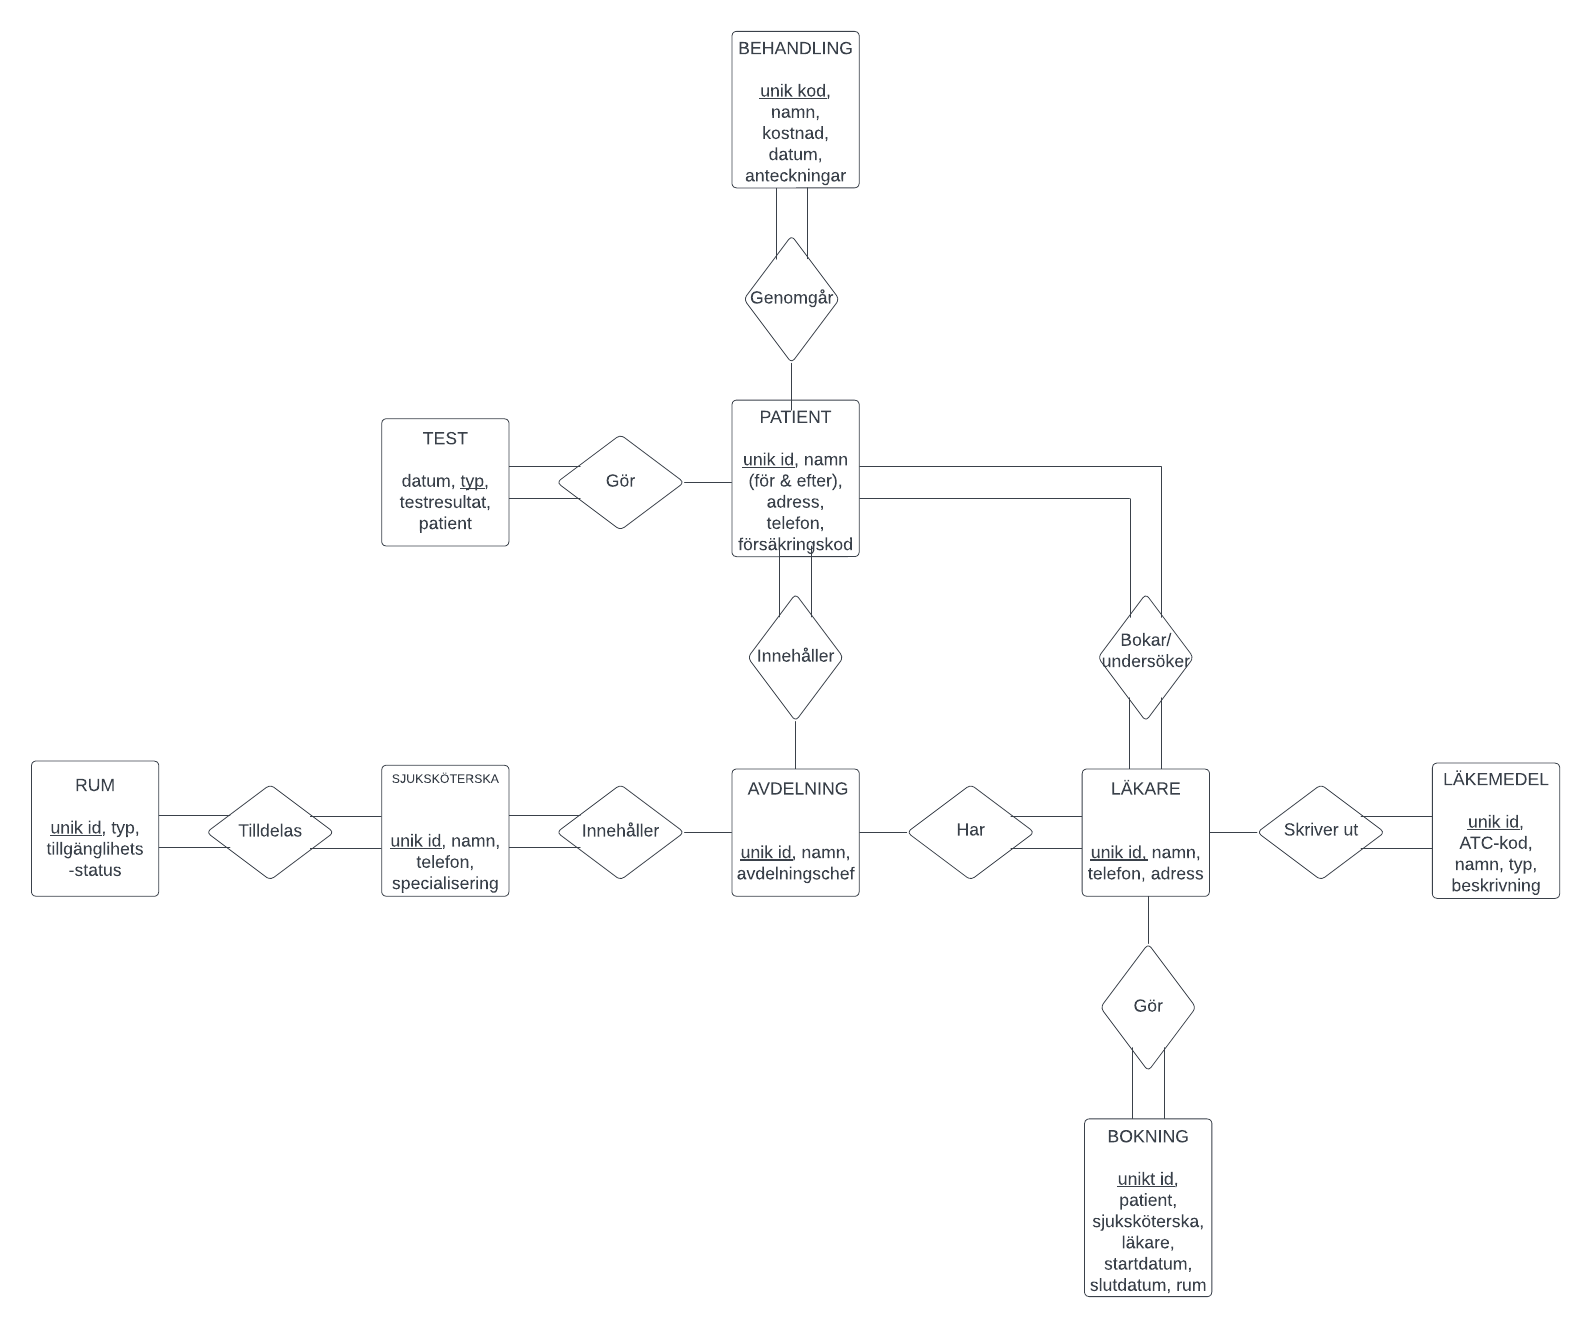 BEHANDLING
unik kod,
namn,
kostnad,
datum,
anteckningar
Genomgår
TEST
datum, typ,
testresultat,
patient
Gör
PATIENT
unik id, namn
(för & efter),
adress,
telefon,
försäkringskod
Innehåller
Bokar/
undersöker
RUM
unik id, typ,
tillgänglihets
-status
Tilldelas
SJUKSKÖTERSKA
unik id, namn,
telefon,
specialisering
Innehåller
AVDELNING
unik id, namn,
avdelningschef
Har
LÄKARE
unik id, namn,
telefon, adress
Skriver ut
LÄKEMEDEL
unik id,
ATC-kod,
namn, typ,
beskrivning
Gör
BOKNING
unikt id,
patient,
sjuksköterska,
läkare,
startdatum,
slutdatum, rum